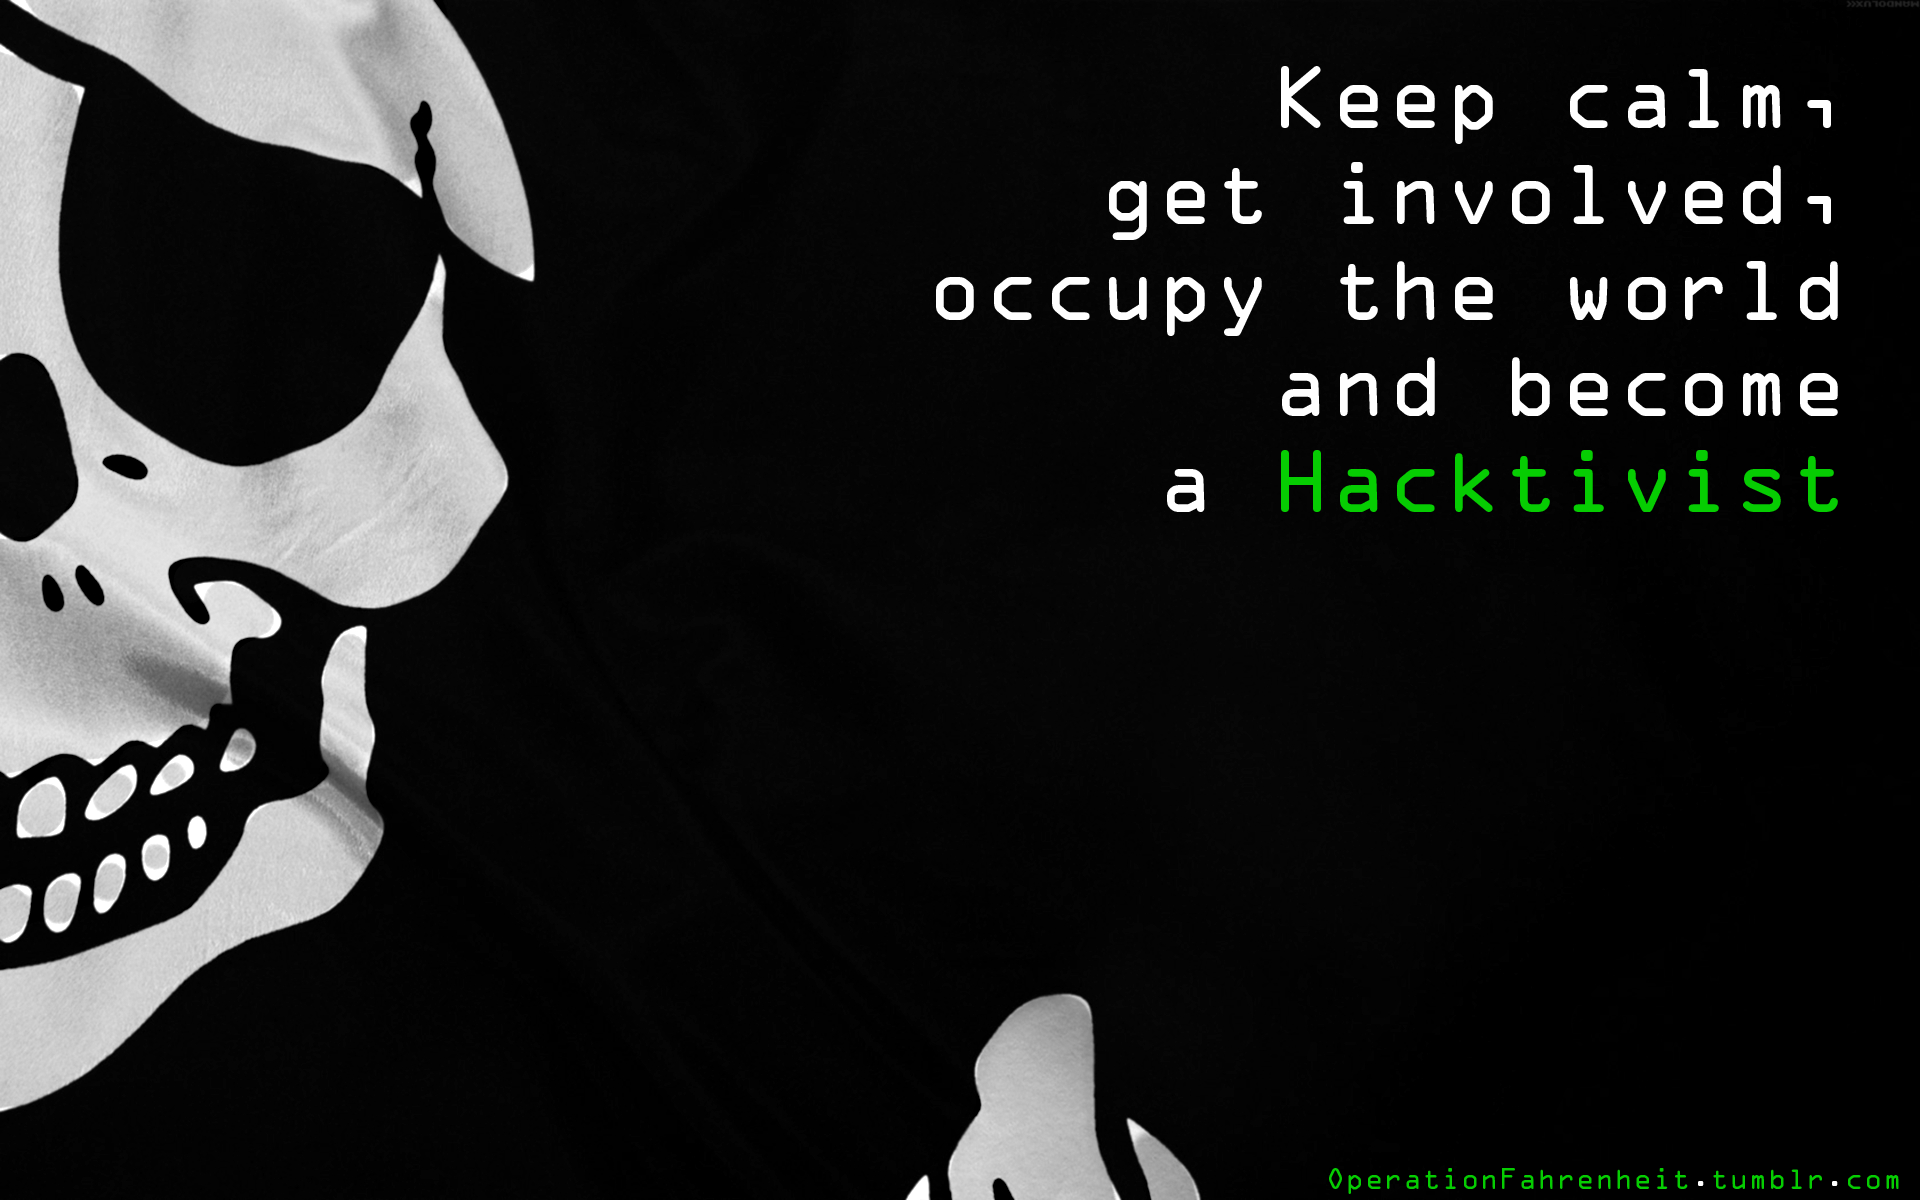 Keep calm,
get involved,
occupy the world
and become
a Hacktivist
OperationFahrenheit.tumblr.com